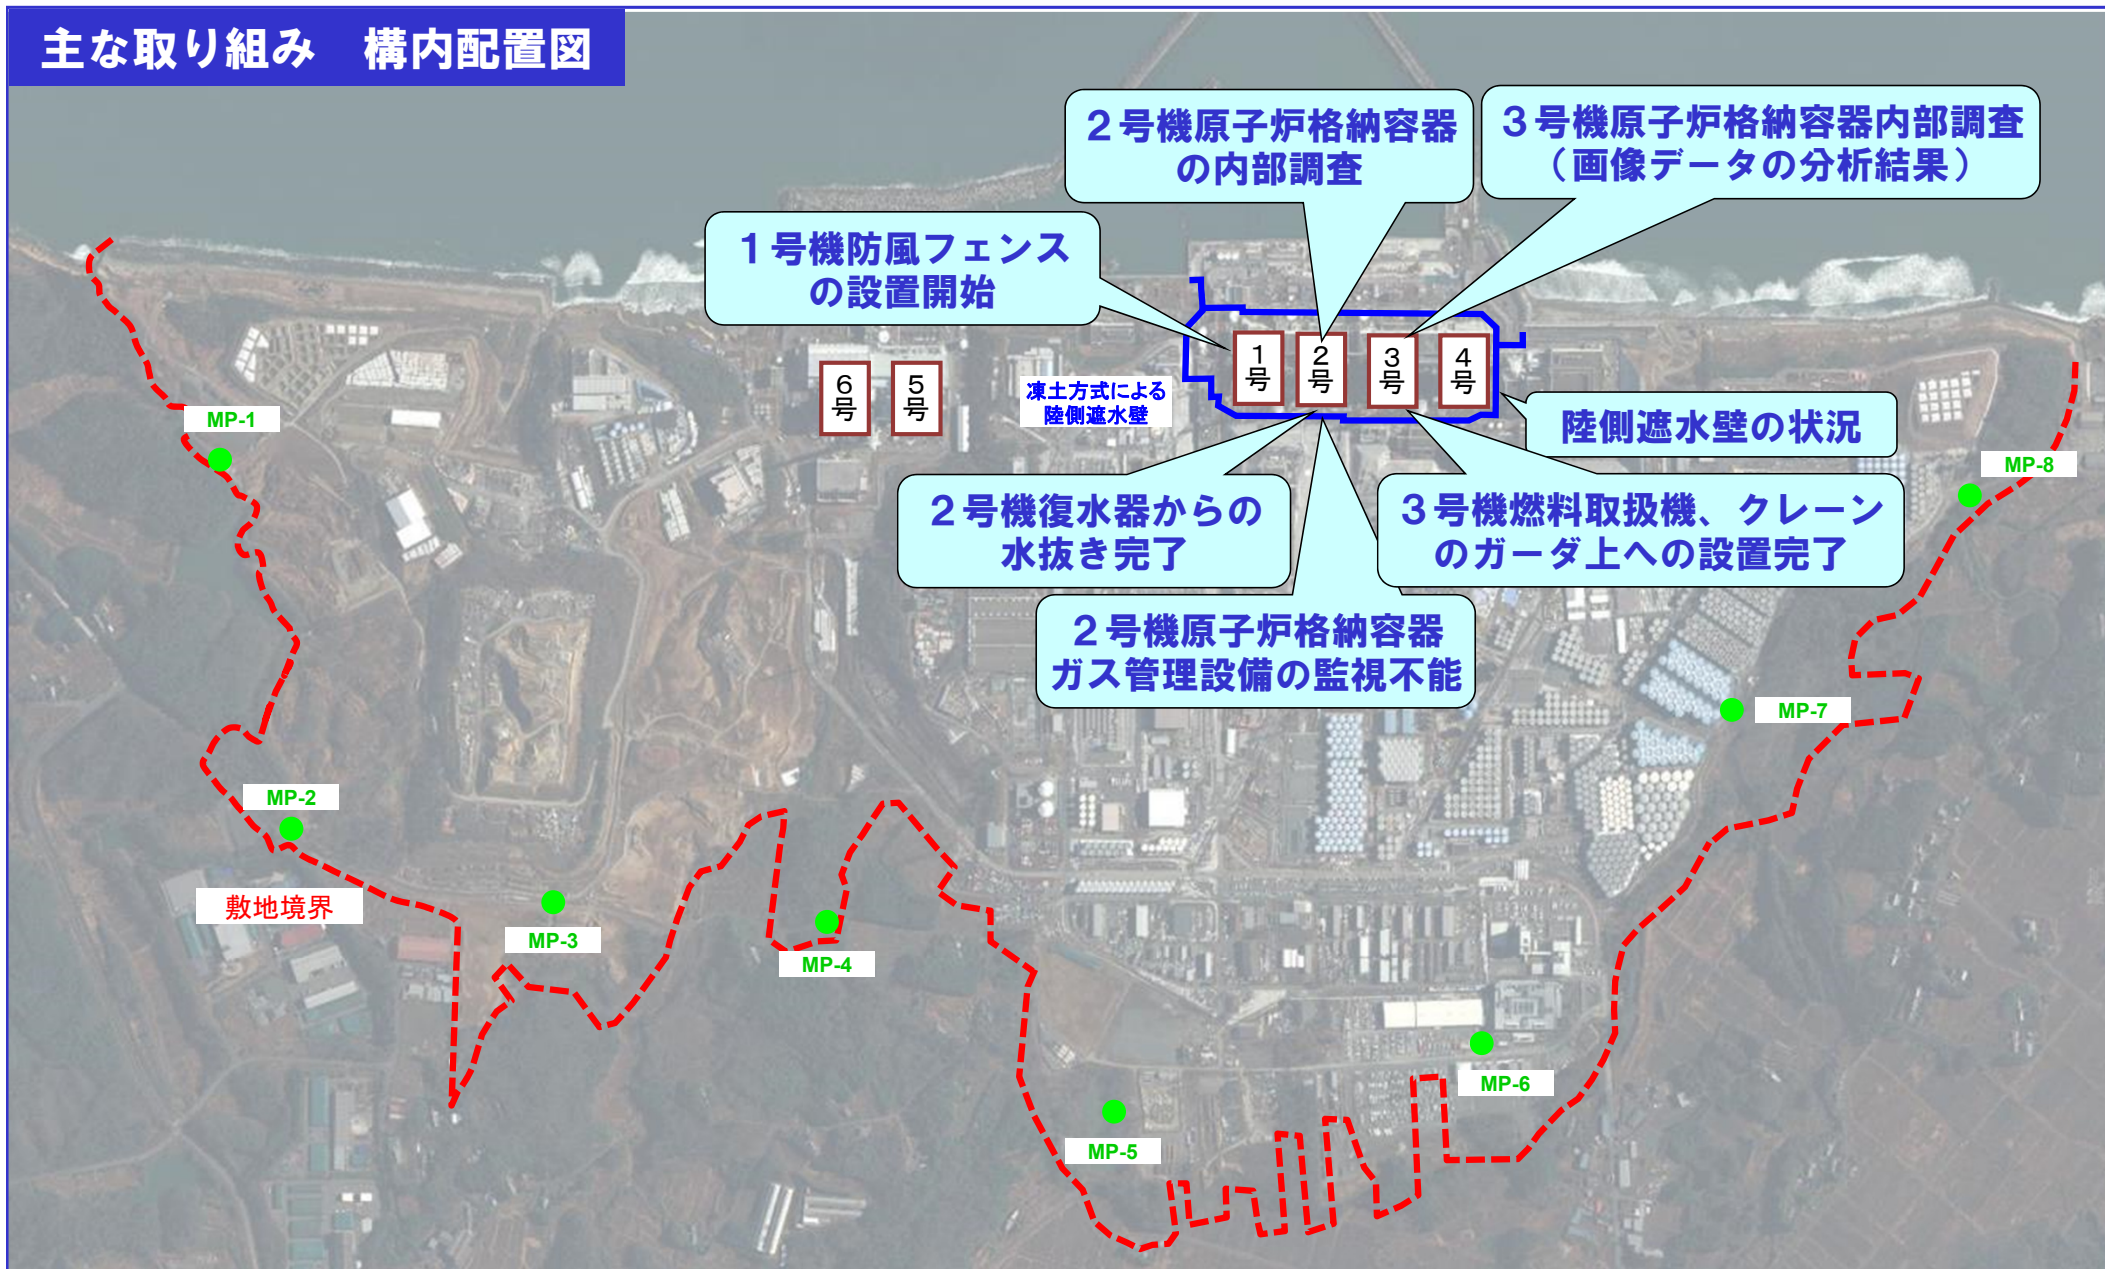 主な取り組み　構内配置図
２号機原子炉格納容器
の内部調査
３号機原子炉格納容器内部調査
（画像データの分析結果）
１号機防風フェンス
の設置開始
1
号
2
号
3
号
4
号
6
号
5
号
凍土方式による
陸側遮水壁
陸側遮水壁の状況
MP-1
MP-8
２号機復水器からの
水抜き完了
３号機燃料取扱機、クレーン
のガーダ上への設置完了
２号機原子炉格納容器
ガス管理設備の監視不能
MP-7
MP-2
敷地境界
MP-3
MP-4
MP-6
MP-5